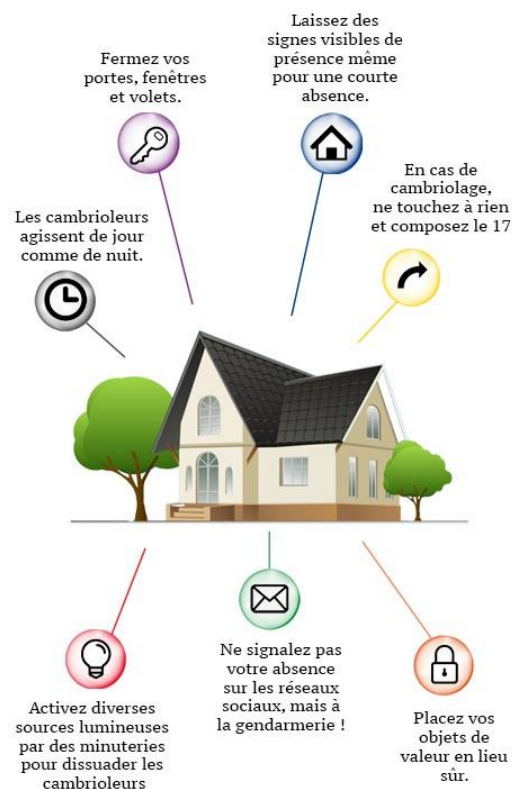 Laissez des
signes visibles de
présence même
pour une courte
absence.
Fermez vos
portes, fenêtres
et volets.
En cas de
cambriolage,
ne touchez à rien
et composez le 17
Les cambrioleurs
agissent de jour
comme de nuit.
Ne signalez pas
votre absence
sur les réseaux
sociaux, mais à
la gendarmerie !
Activez diverses
sources lumineuses
par des minuteries
pour dissuader les
cambrioleurs
Placez vos
objets de
valeur en lieu
sûr.